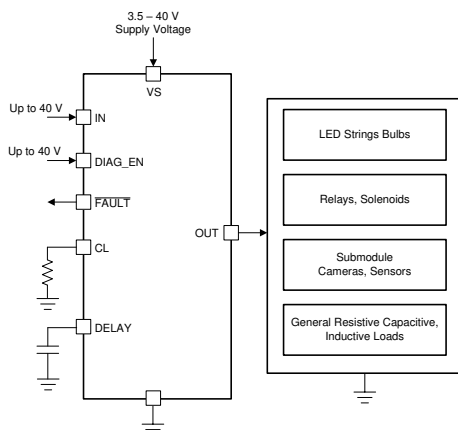 3.5 – 40 V
Supply Voltage
VS
Up to 40 V
IN
Up to 40 V
DIAG_EN
FAULT
OUT
CL
DELAY
LED Strings Bulbs
Relays, Solenoids
Submodule
Cameras, Sensors
General Resistive Capacitive,
Inductive Loads